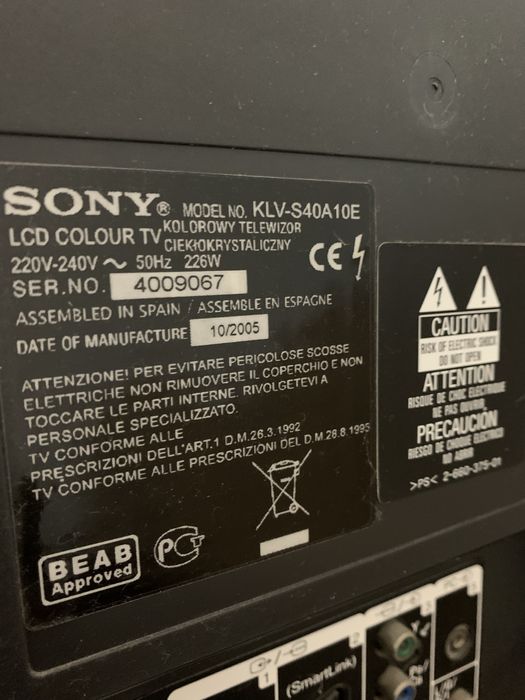 SONY® MODEL NO. KLV-S40A10E
LCD COLOUR TV KOLOROWY TELEWIZOR
CIEKŁOKRYSTALICZNY
220V-240V ~ 50Hz 226W
SER.NO. 4009067
ASSEMBLED IN SPAIN / ASSEMBLE EN ESPAGNE
DATE OF MANUFACTURE 10/2005
ATTENZIONE! PER EVITARE PERICOLOSE SCOSSE
ELETTRICHE NON RIMUOVERE IL COPERCHIO E NON
TOCCARE LE PARTI INTERNE. RIVOLGETEVI A
PERSONALE SPECIALIZZATO.
TV CONFORME ALLE
PRESCRIZIONI DELL'ART.1 D.M.26.3.1992
TV CONFORME ALLE PRESCRIZIONI DEL D.M.28.8.1995
CE
BEAB
Approved
PCT
CAUTION
RISK OF ELECTRIC SHOCK
DO NOT OPEN
ATTENTION
RISQUE DE CHOC ELECTRIQUE
NE PAS OUVRIR
PRECAUCIÓN
RIESGO DE CHOQUE ELECTRICO
NO ABRIR
>PS< 2-660-375-01
1
2
3
(SmartLink)
Y